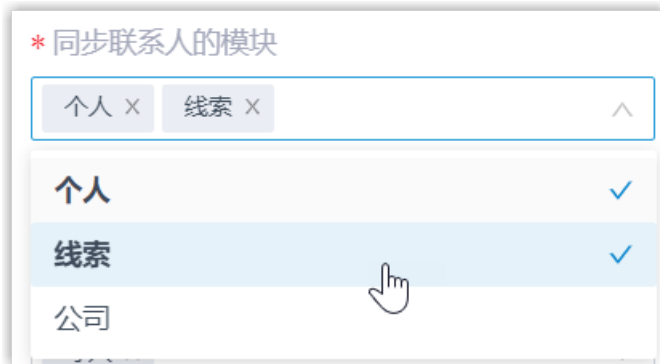 * 同步联系人的模块
个人 × 线索 ×
个人
线索
公司